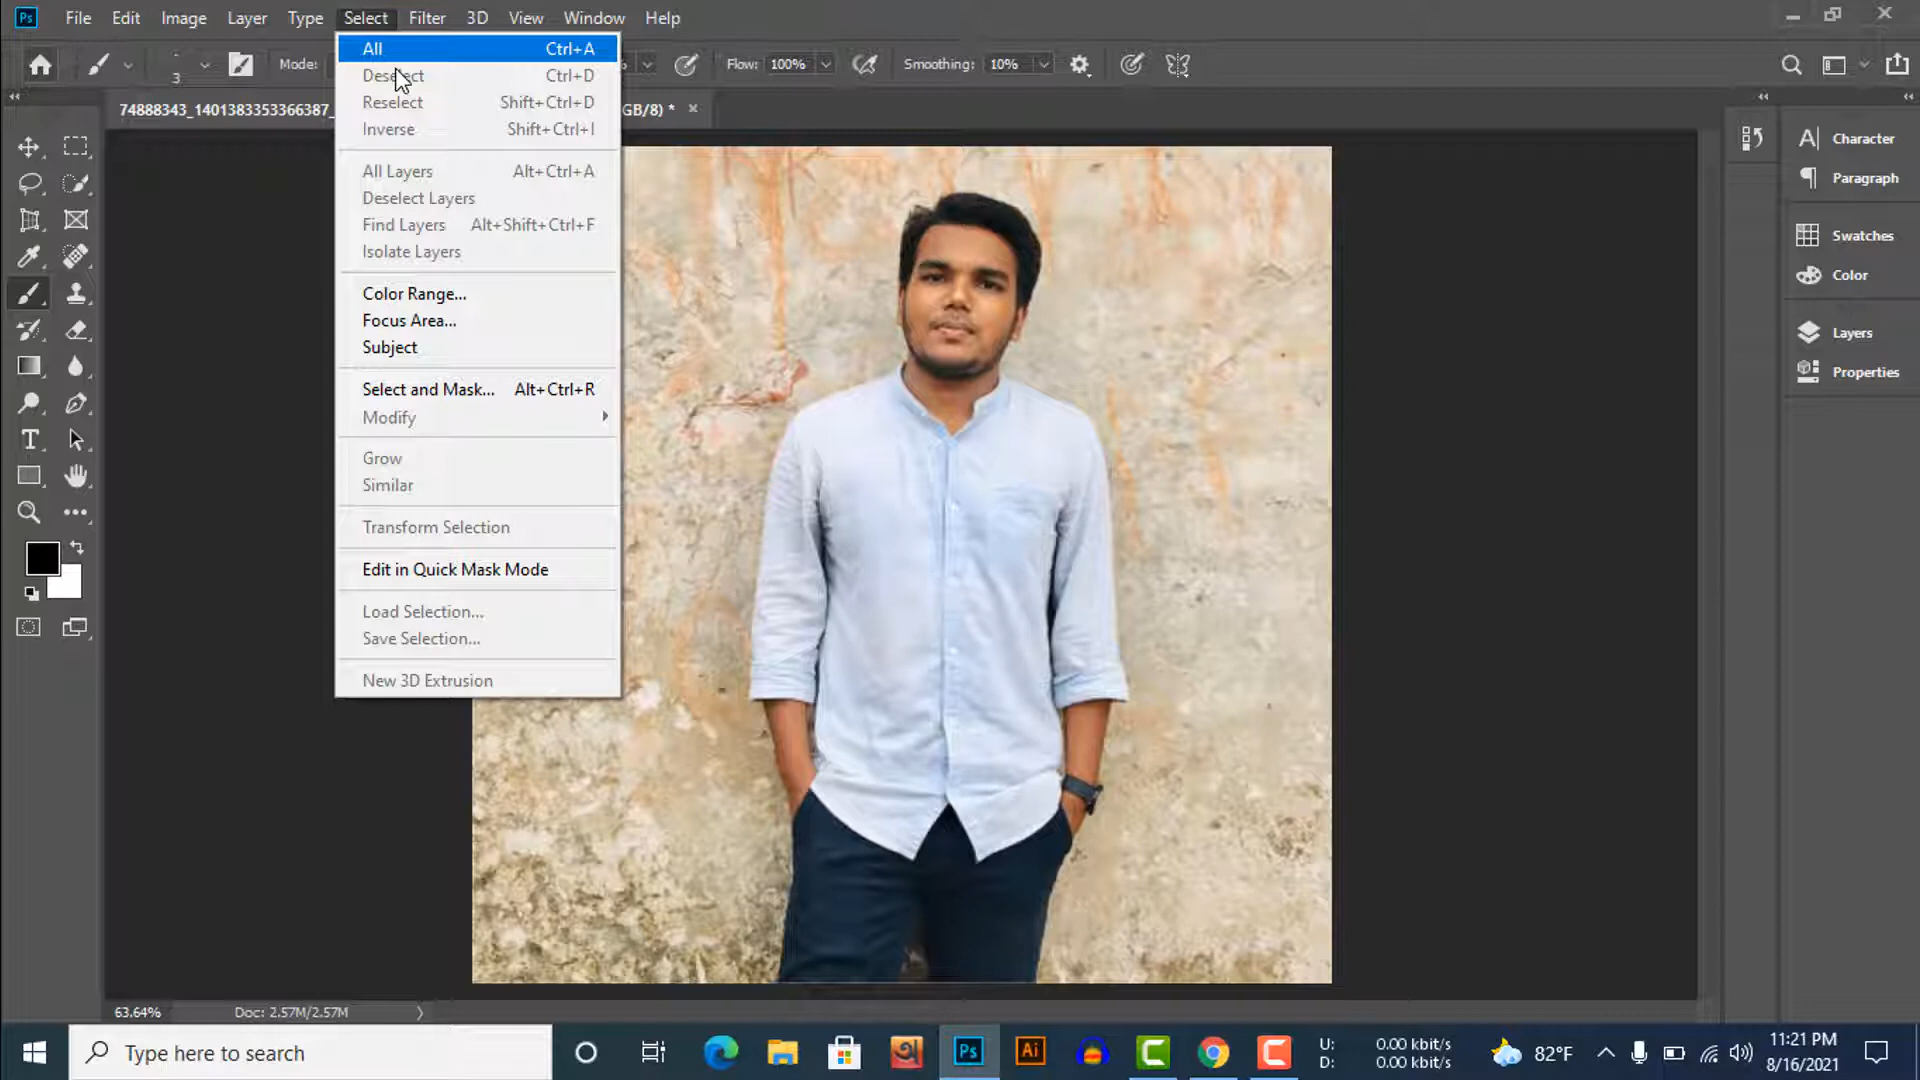 Ps File Edit Image Layer Type Select Filter 3D View Window Help
3 Mode: % Flow: 100% Smoothing: 10%
74888343_1401383353366387_ GB/8) * ×
All Ctrl+A
Deselect Ctrl+D
Reselect Shift+Ctrl+D
Inverse Shift+Ctrl+I
All Layers Alt+Ctrl+A
Deselect Layers
Find Layers Alt+Shift+Ctrl+F
Isolate Layers
Color Range...
Focus Area...
Subject
Select and Mask... Alt+Ctrl+R
Modify
Grow
Similar
Transform Selection
Edit in Quick Mask Mode
Load Selection...
Save Selection...
New 3D Extrusion
Character
Paragraph
Swatches
Color
Layers
Properties
63.64% Doc: 2.57M/2.57M
Type here to search
Ps Ai
U: 0.00 kbit/s
D: 0.00 kbit/s
82°F
11:21 PM
8/16/2021